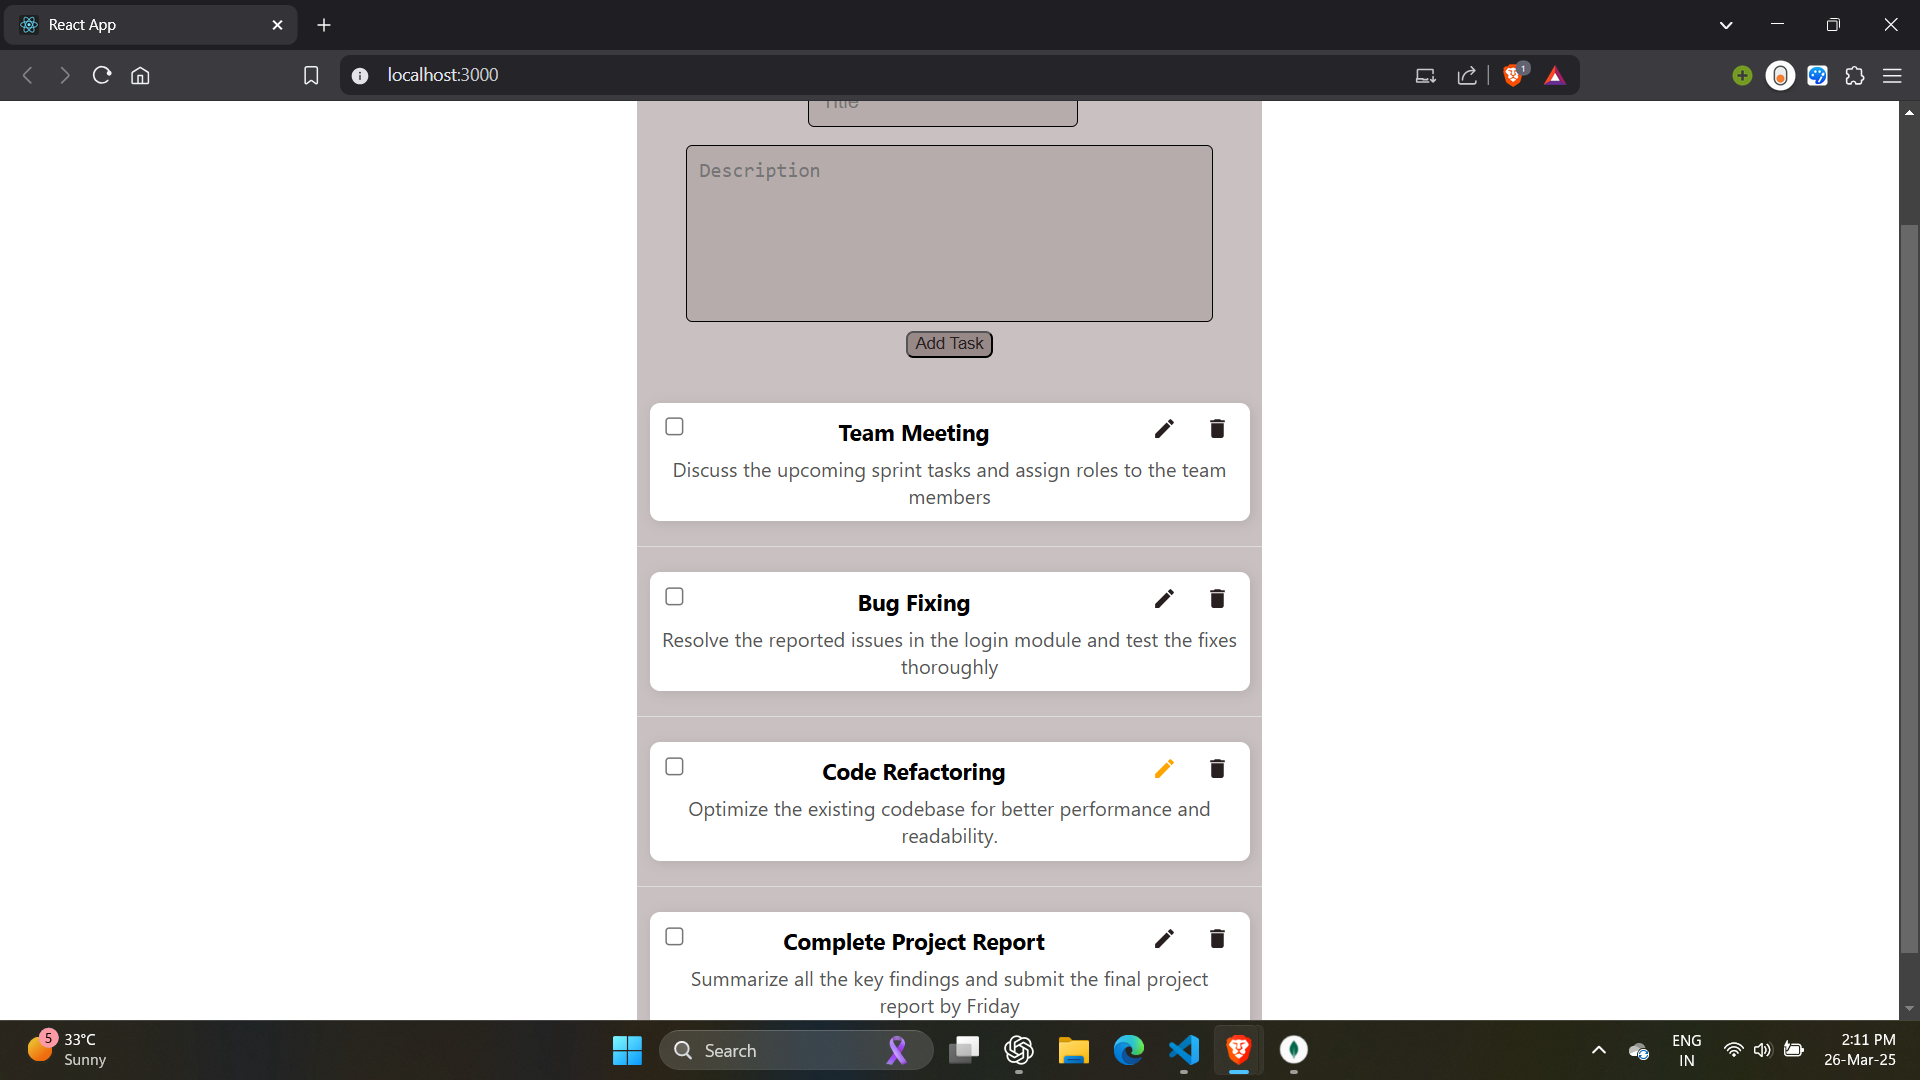 React App
localhost:3000
1
Title
Description
Add Task
Team Meeting
Discuss the upcoming sprint tasks and assign roles to the team
members
Bug Fixing
Resolve the reported issues in the login module and test the fixes
thoroughly
Code Refactoring
Optimize the existing codebase for better performance and
readability.
Complete Project Report
Summarize all the key findings and submit the final project
report by Friday
5
33°C
Sunny
Search
ENG
IN
2:11 PM
26-Mar-25